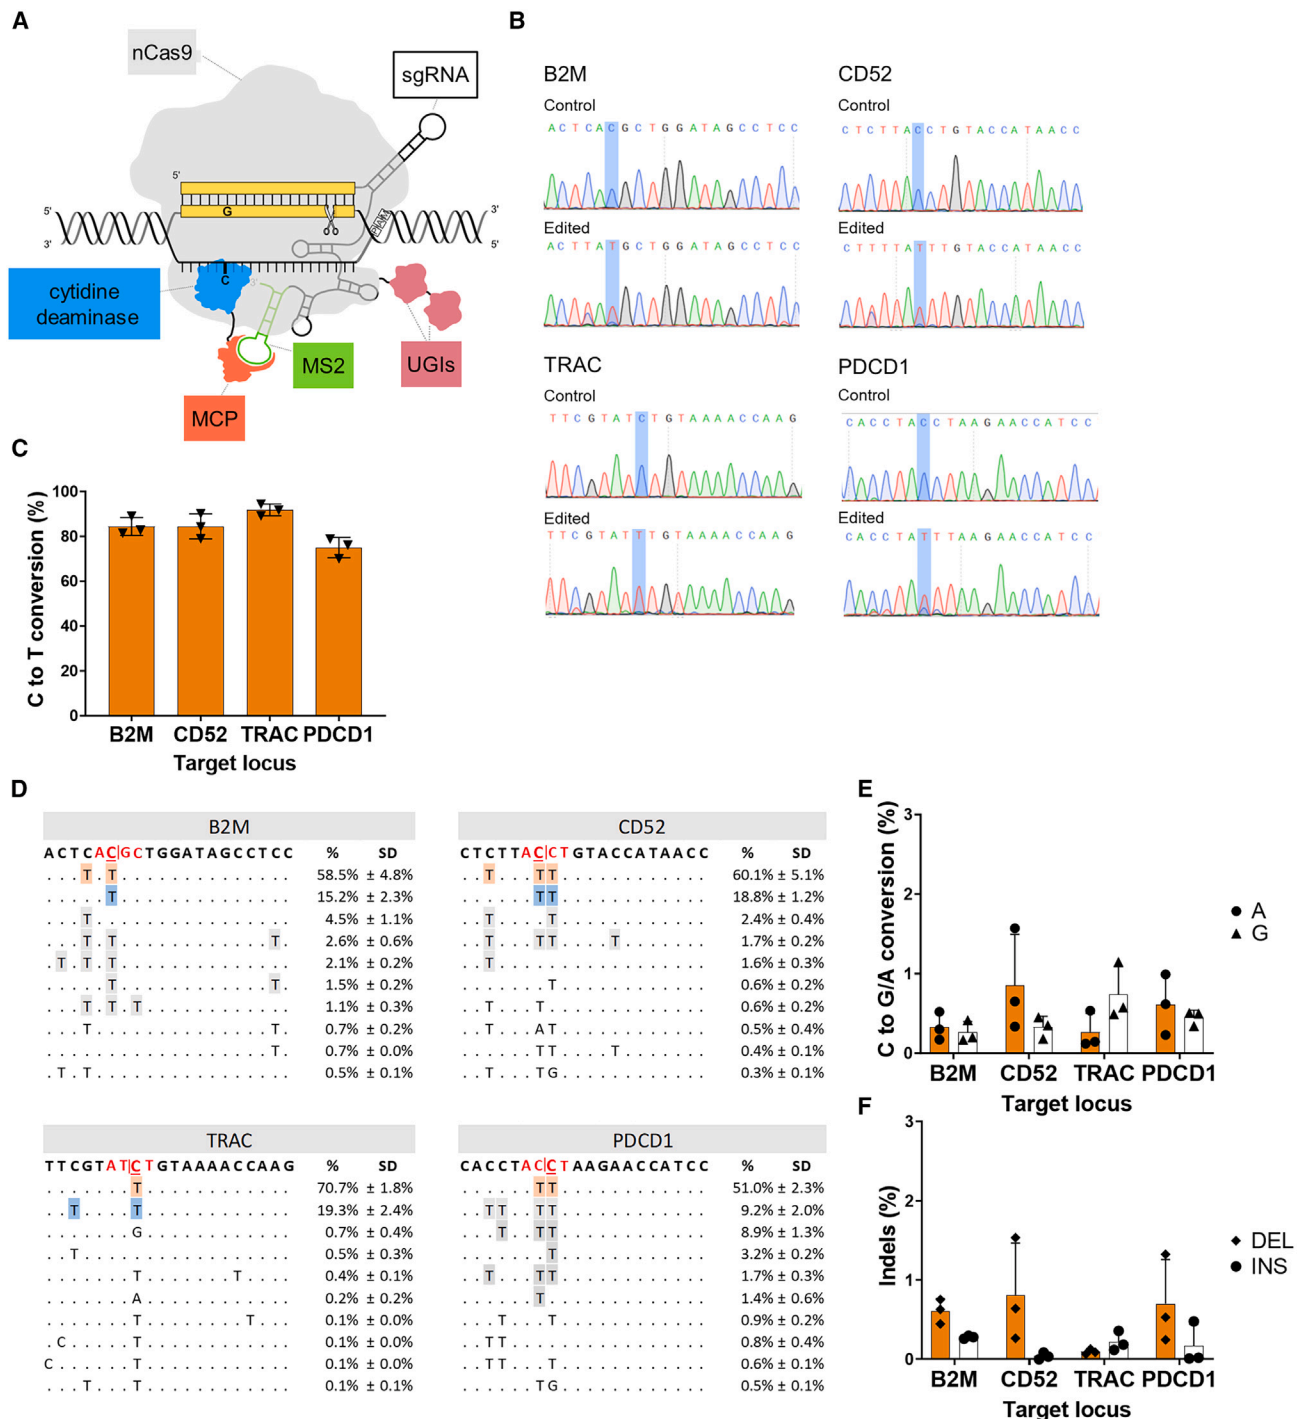 A
nCas9
sgRNA
5'
G
5'
3'
3'
5'
PAM
C
3'
cytidine
deaminase
MS2
UGIs
MCP
B
B2M
Control
A C T C A C G C T G G A T A G C C T C C
Edited
A C T T A T G C T G G A T A G C C T C C
CD52
Control
C T C T T A C C T G T A C C A T A A C C
Edited
C T T T T A T T T G T A C C A T A A C C
TRAC
Control
T T C G T A T C T G T A A A A C C A A G
Edited
T T C G T A T T T G T A A A A C C A A G
PDCD1
Control
C A C C T A C C T A A G A A C C A T C C
Edited
C A C C T A T T T A A G A A C C A T C C
C
C to T conversion (%)
100
80
60
40
20
0
B2M CD52 TRAC PDCD1
Target locus
D
B2M
A C T C A C|G C T G G A T A G C C T C C % SD
. . . T . T . . . . . . . . . . . . . . 58.5% ± 4.8%
. . . . . T . . . . . . . . . . . . . . 15.2% ± 2.3%
. . . T . . . . . . . . . . . . . . . . 4.5% ± 1.1%
. . . T . T . . . . . . . . . . . . T . 2.6% ± 0.6%
. T . T . T . . . . . . . . . . . . . . 2.1% ± 0.2%
. . . . . T . . . . . . . . . . . . T . 1.5% ± 0.2%
. . . T . T . T . . . . . . . . . . . . 1.1% ± 0.3%
. . . T . . . . . . . . . . . . . . T . 0.7% ± 0.2%
. . . . . . . . . . . . . . . . . . T . 0.7% ± 0.0%
. T . T . . . . . . . . . . . . . . . . 0.5% ± 0.1%
CD52
C T C T T A C|C T G T A C C A T A A C C % SD
. . T . . . T T . . . . . . . . . . . . 60.1% ± 5.1%
. . . . . . T T . . . . . . . . . . . . 18.8% ± 1.2%
. . T . . . . T . . . . . . . . . . . . 2.4% ± 0.4%
. . T . . . T T . . . . T . . . . . . . 1.7% ± 0.2%
. . T . . . . . . . . . . . . . . . . . 1.6% ± 0.3%
. . . . . . . T . . . . . . . . . . . . 0.6% ± 0.2%
. . T . . . T . . . . . . . . . . . . . 0.6% ± 0.2%
. . T . . . A T . . . . . . . . . . . . 0.5% ± 0.4%
. . . . . . T T . . . . T . . . . . . . 0.4% ± 0.1%
. . T . . . T G . . . . . . . . . . . . 0.3% ± 0.1%
TRAC
T T C G T A T|C T G T A A A A C C A A G % SD
. . . . . . . T . . . . . . . . . . . . 70.7% ± 1.8%
. . T . . . . T . . . . . . . . . . . . 19.3% ± 2.4%
. . . . . . . G . . . . . . . . . . . . 0.7% ± 0.4%
. . T . . . . . . . . . . . . . . . . . 0.5% ± 0.3%
. . . . . . . T . . . . . . . T . . . . 0.4% ± 0.1%
. . . . . . . A . . . . . . . . . . . . 0.2% ± 0.2%
. . . . . . . T . . . . . . . . T . . . 0.1% ± 0.0%
. C . . . . . T . . . . . . . . . . . . 0.1% ± 0.0%
C . . . . . . T . . . . . . . . . . . . 0.1% ± 0.0%
. . . T . . . T . . . . . . . . . . . . 0.1% ± 0.1%
PDCD1
C A C C T A C|C T A A G A A C C A T C C % SD
. . . . . . T T . . . . . . . . . . . . 51.0% ± 2.3%
. . T T . . T T . . . . . . . . . . . . 9.2% ± 2.0%
. . . T . . T T . . . . . . . . . . . . 8.9% ± 1.3%
. . . . . . . T . . . . . . . . . . . . 3.2% ± 0.2%
. . T . . . T T . . . . . . . . . . . . 1.7% ± 0.3%
. . . . . . T . . . . . . . . . . . . . 1.4% ± 0.6%
. . . T . . . T . . . . . . . . . . . . 0.9% ± 0.2%
. . T T . . . . . . . . . . . . . . . . 0.8% ± 0.4%
. . T T . . . T . . . . . . . . . . . . 0.6% ± 0.1%
. . . . . . T G . . . . . . . . . . . . 0.5% ± 0.1%
E
C to G/A conversion (%)
3
2
1
0
A
G
B2M CD52 TRAC PDCD1
Target locus
F
Indels (%)
3
2
1
0
DEL
INS
B2M CD52 TRAC PDCD1
Target locus